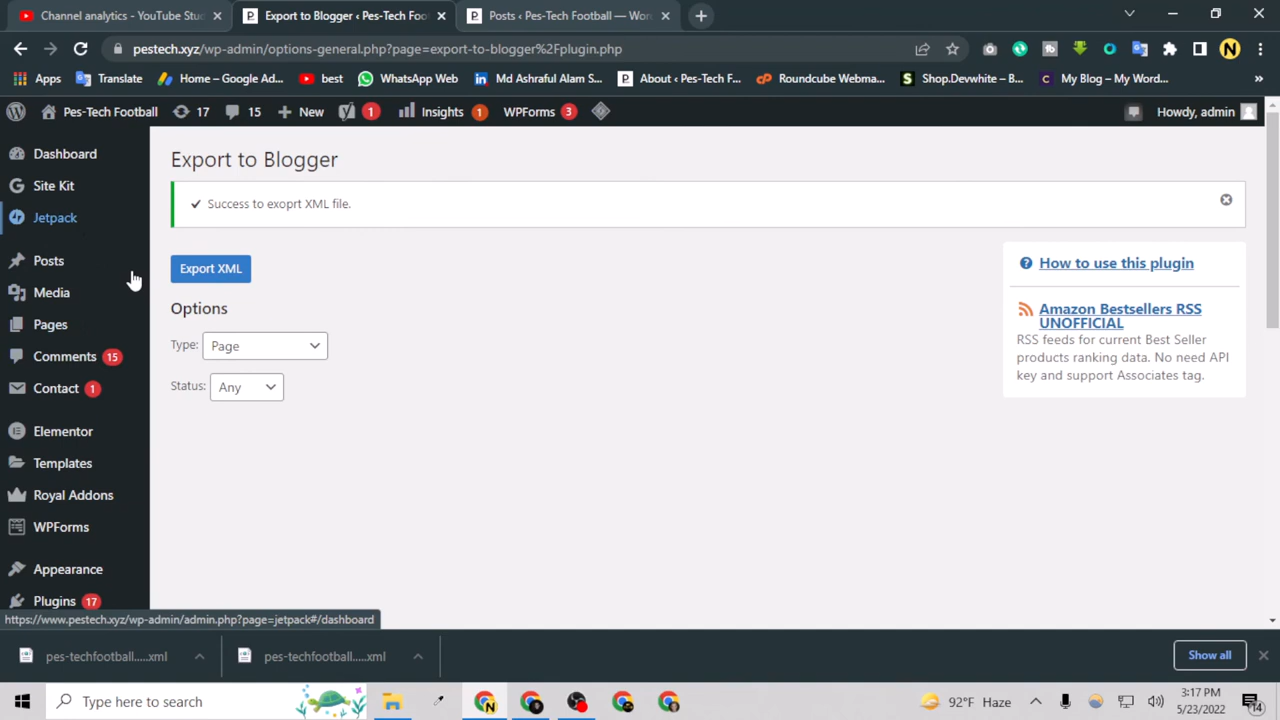 Channel analytics - YouTube Stud
Export to Blogger ‹ Pes-Tech Foo
Posts ‹ Pes-Tech Football — Wor
pestech.xyz/wp-admin/options-general.php?page=export-to-blogger%2Fplugin.php
Apps
Translate
Home – Google Ad...
best
WhatsApp Web
Md Ashraful Alam S...
About ‹ Pes-Tech F...
Roundcube Webma...
Shop.Devwhite – B...
My Blog – My Word...
»
Pes-Tech Football
17
15
New
1
Insights
1
WPForms
3
Howdy, admin
Dashboard
Site Kit
Jetpack
Posts
Media
Pages
Comments 15
Contact 1
Elementor
Templates
Royal Addons
WPForms
Appearance
Plugins 17
Export to Blogger
Success to exoprt XML file.
Export XML
Options
Type: Page
Status: Any
How to use this plugin
Amazon Bestsellers RSS
UNOFFICIAL
RSS feeds for current Best Seller
products ranking data. No need API
key and support Associates tag.
https://www.pestech.xyz/wp-admin/admin.php?page=jetpack#/dashboard
pes-techfootball.....xml
pes-techfootball.....xml
Show all
Type here to search
92°F Haze
3:17 PM
5/23/2022
14